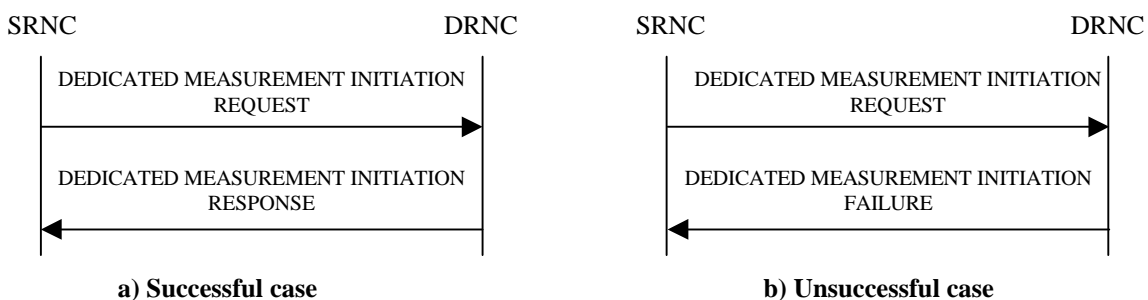 SRNC
DRNC
DEDICATED MEASUREMENT INITIATION
REQUEST
DEDICATED MEASUREMENT INITIATION
RESPONSE
a) Successful case
SRNC
DRNC
DEDICATED MEASUREMENT INITIATION
REQUEST
DEDICATED MEASUREMENT INITIATION
FAILURE
b) Unsuccessful case